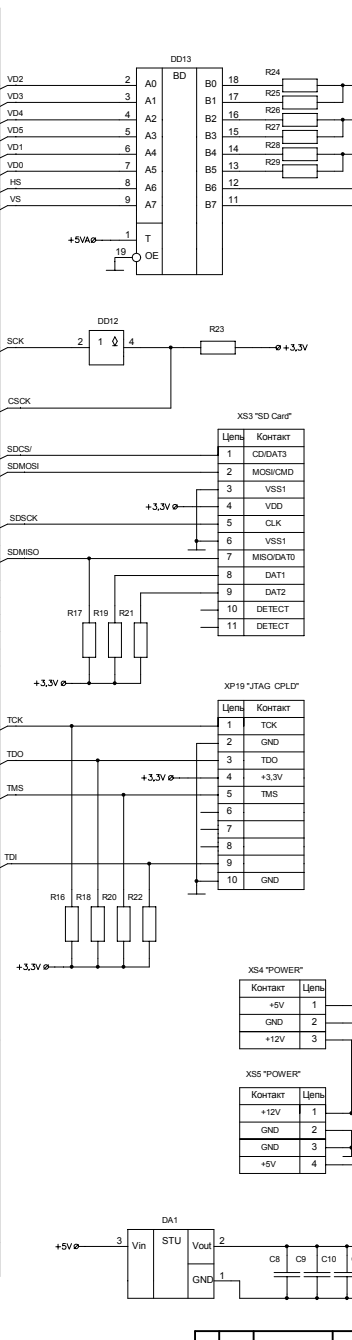 DD13
BD
VD2 2 A0 B0 18 R24
VD3 3 A1 B1 17 R25
VD4 4 A2 B2 16 R26
VD5 5 A3 B3 15 R27
VD1 6 A4 B4 14 R28
VD0 7 A5 B5 13 R29
HS 8 A6 B6 12
VS 9 A7 B7 11
+5VA 1 T
19 OE
DD12
R23
SCK 2 1 4 +3,3V
CSCK
XS3 "SD Card"
Цепь Контакт
SDCS/ 1 CD/DAT3
SDMOSI 2 MOSI/CMD
3 VSS1
+3,3V 4 VDD
SDSCK 5 CLK
6 VSS1
SDMISO 7 MISO/DAT0
8 DAT1
9 DAT2
10 DETECT
11 DETECT
R17 R19 R21
+3,3V
XP19 "JTAG CPLD"
Цепь Контакт
TCK 1 TCK
2 GND
TDO 3 TDO
+3,3V 4 +3,3V
TMS 5 TMS
6
7
8
TDI 9
10 GND
R16 R18 R20 R22
+3,3V
XS4 "POWER"
Контакт Цепь
+5V 1
GND 2
+12V 3
XS5 "POWER"
Контакт Цепь
+12V 1
GND 2
GND 3
+5V 4
DA1
+5V 3 Vin STU Vout 2
GND 1
C8 C9 C10